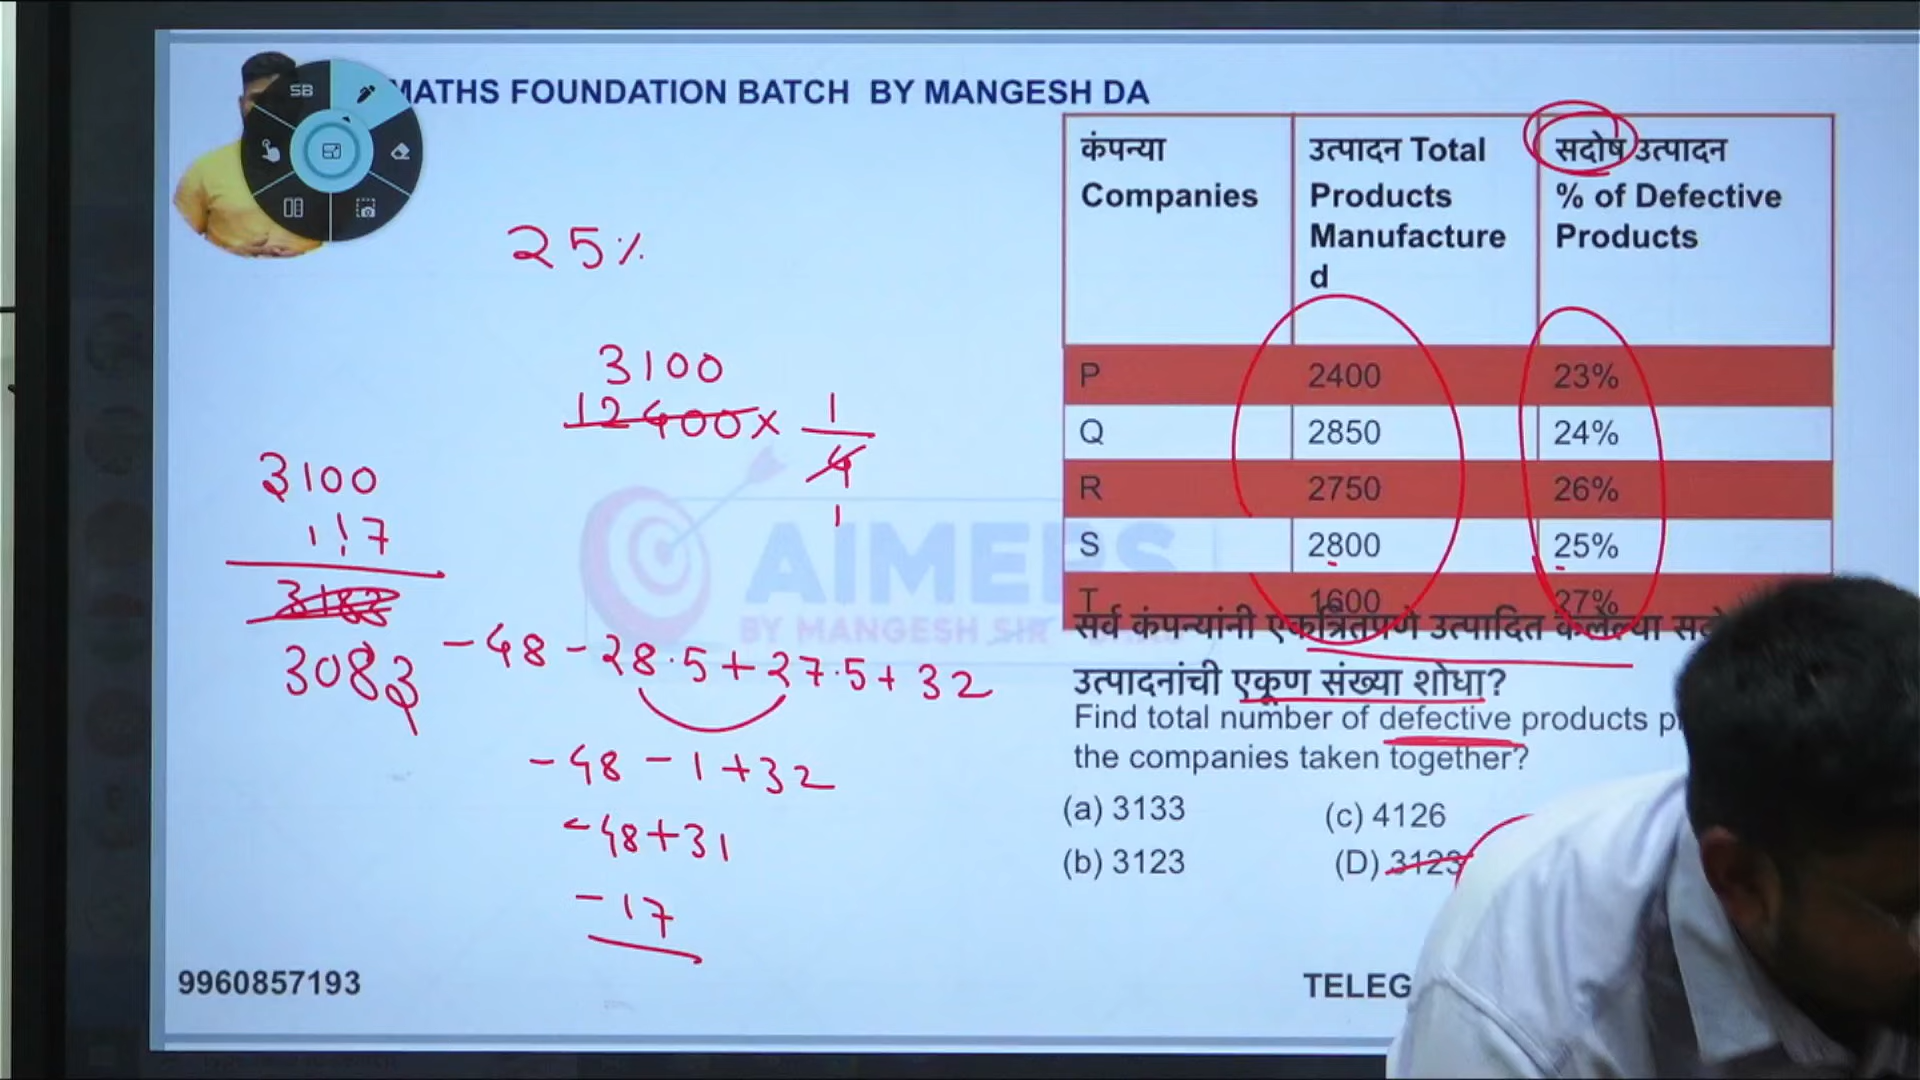 MATHS FOUNDATION BATCH BY MANGESH DA
SB
कंपन्या
Companies
उत्पादन Total
Products
Manufacture
d
सदोष उत्पादन
% of Defective
Products
P 2400 23%
Q 2850 24%
R 2750 26%
S 2800 25%
T 1600 27%
सर्व कंपन्यांनी एकत्रितपणे उत्पादित केलेल्या
उत्पादनांची एकूण संख्या शोधा?
Find total number of defective products
the companies taken together?
(a) 3133 (c) 4126
(b) 3123 (D) 3123
25%
3100
12400 x 1
4
1
3100
117
3083
-48 -28.5 + 27.5 + 32
-48 -1 +32
-48+31
-17
AIMERS
BY MANGESH SIR
9960857193
TELEG